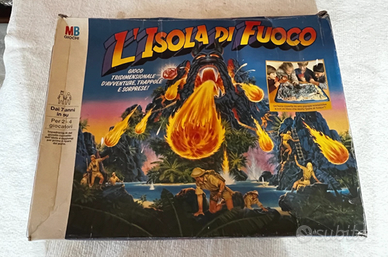 MB
GIOCHI
L'ISOLA DI FUOCO
GIOCO
TRIDIMENSIONALE
D'AVVENTURE, TRAPPOLE
E SORPRESE!
Dai 7 anni
in su
Per 2-4
giocatori
subito